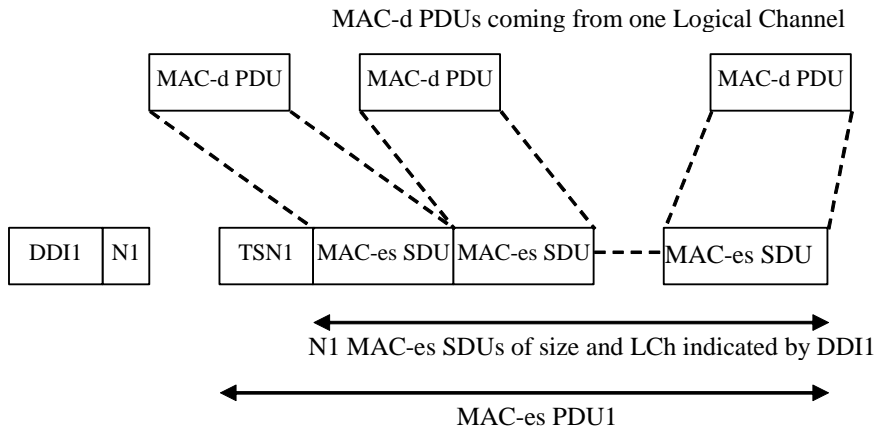 MAC-d PDUs coming from one Logical Channel
MAC-d PDU MAC-d PDU MAC-d PDU
DDI1 N1 TSN1 MAC-es SDU MAC-es SDU MAC-es SDU
N1 MAC-es SDUs of size and LCh indicated by DDI1
MAC-es PDU1